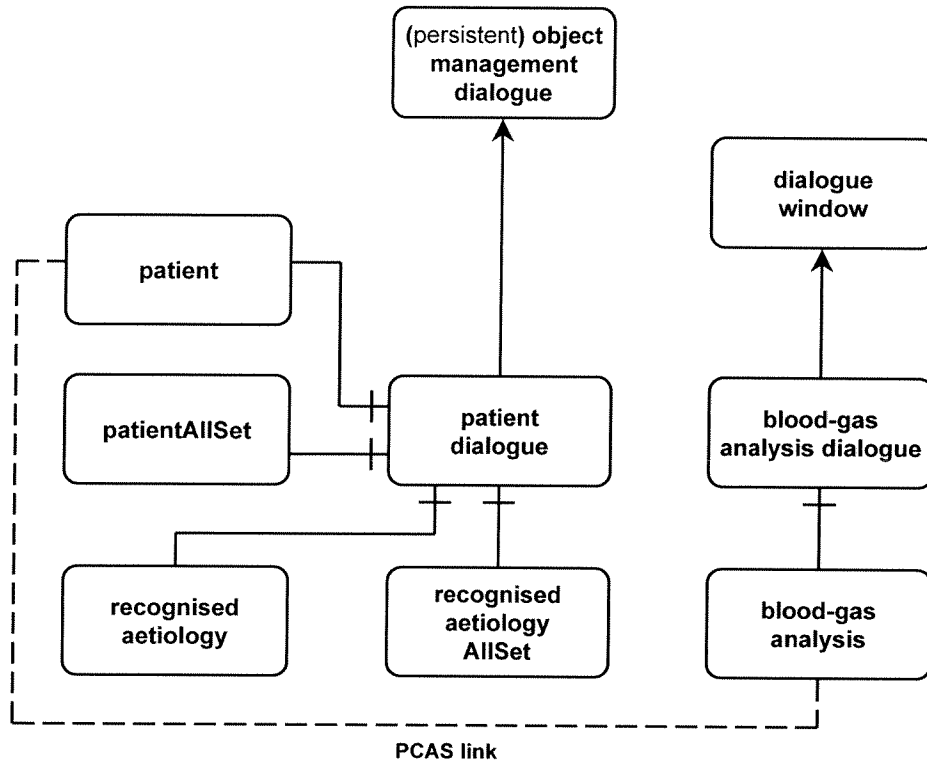 (persistent) object
management
dialogue
dialogue
window
patient
patientAllSet
patient
dialogue
blood-gas
analysis dialogue
recognised
aetiology
recognised
aetiology
AllSet
blood-gas
analysis
PCAS link